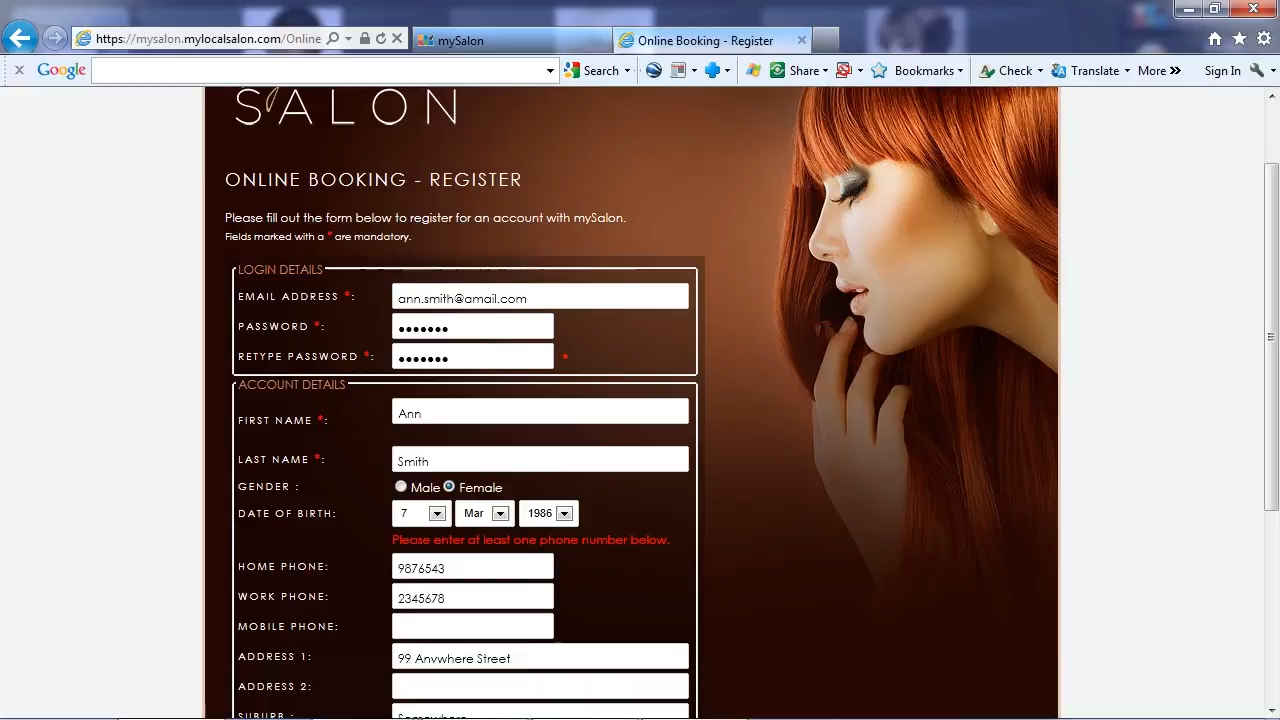 https://mysalon.mylocalsalon.com/Online
mySalon
Online Booking - Register
Google
Search
Share
Bookmarks
Check
Translate
More
Sign In
SALON
ONLINE BOOKING - REGISTER
Please fill out the form below to register for an account with mySalon.
Fields marked with a * are mandatory.
LOGIN DETAILS
EMAIL ADDRESS *: ann.smith@amail.com
PASSWORD *: •••••••
RETYPE PASSWORD *: ••••••• *
ACCOUNT DETAILS
FIRST NAME *: Ann
LAST NAME *: Smith
GENDER : Male Female
DATE OF BIRTH: 7 Mar 1986
Please enter at least one phone number below.
HOME PHONE: 9876543
WORK PHONE: 2345678
MOBILE PHONE:
ADDRESS 1: 99 Anywhere Street
ADDRESS 2:
SUBURB : Somewhere